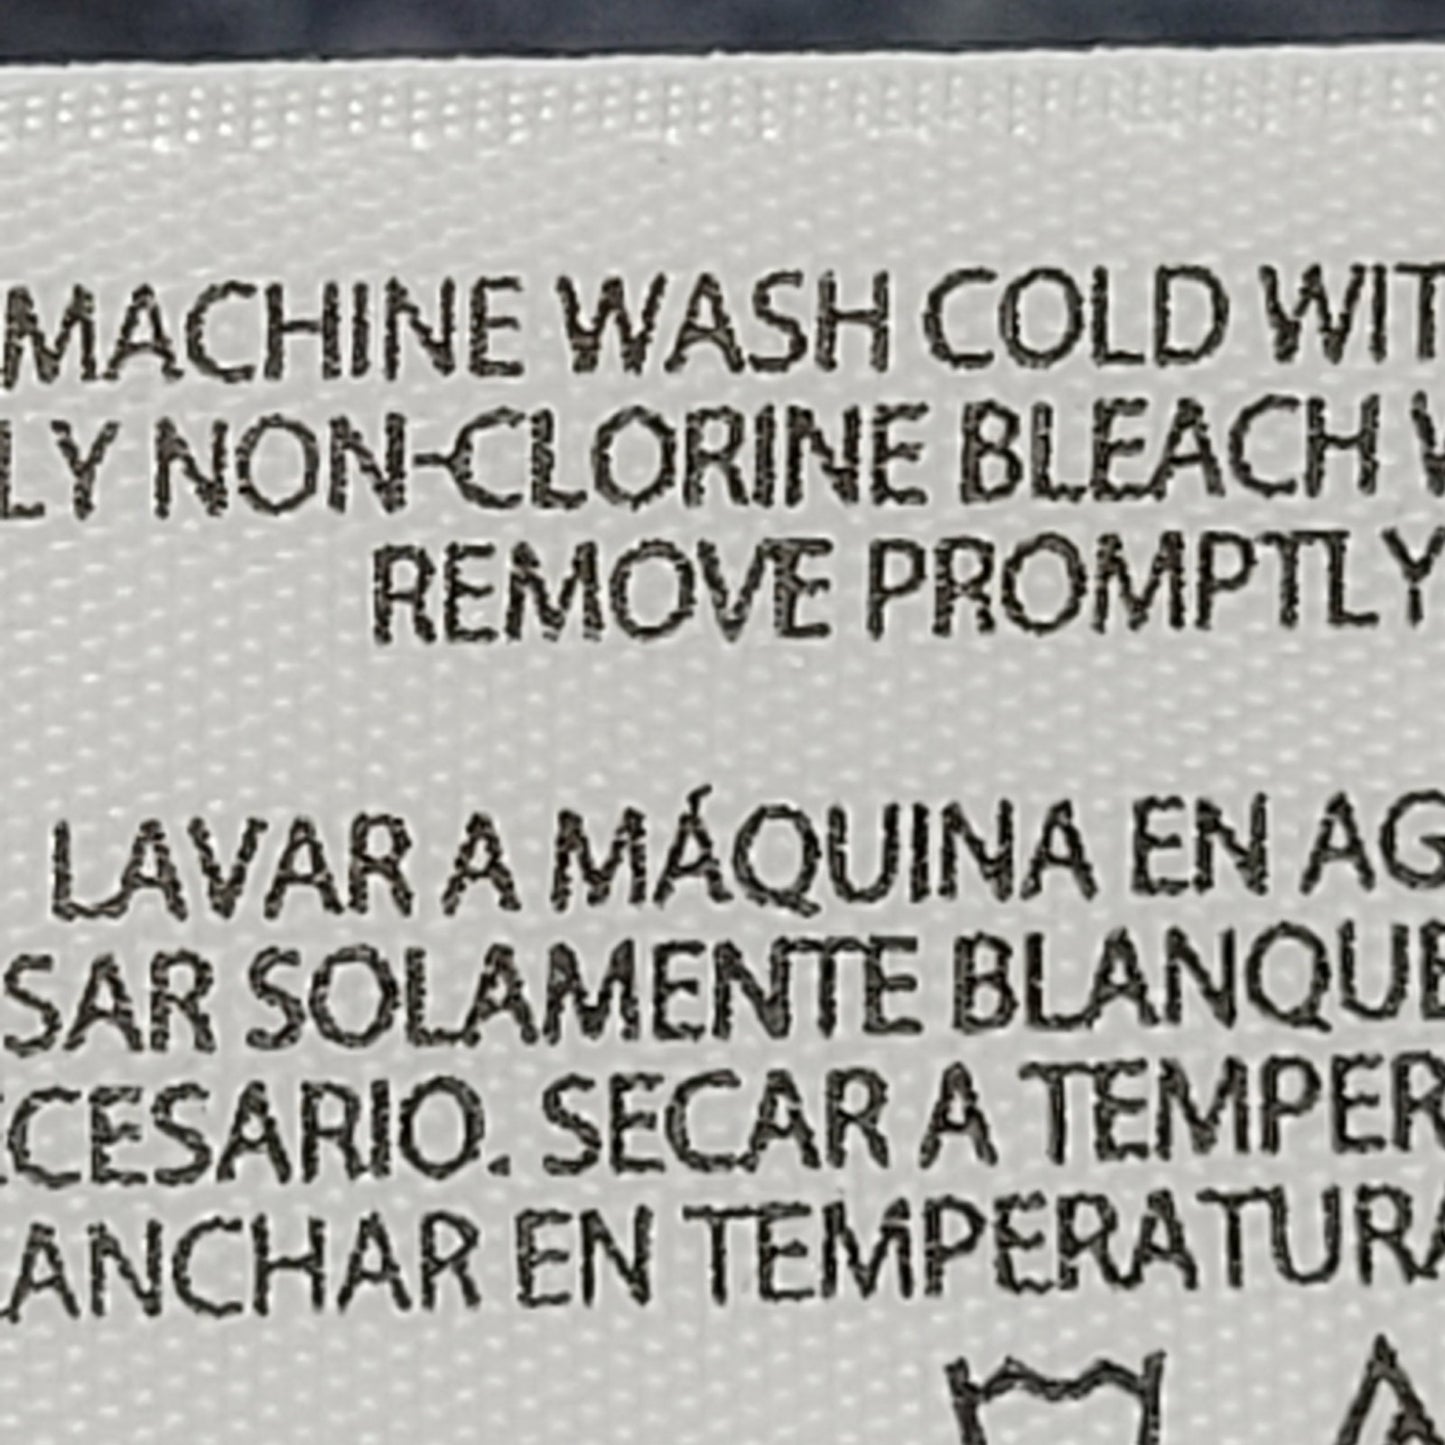 MACHINE WASH COLD WIT
LY NON-CLORINE BLEACH W
REMOVE PROMPTLY
LAVAR A MÁQUINA EN AG
SAR SOLAMENTE BLANQUE
CESARIO. SECAR A TEMPER
ANCHAR EN TEMPERATURA